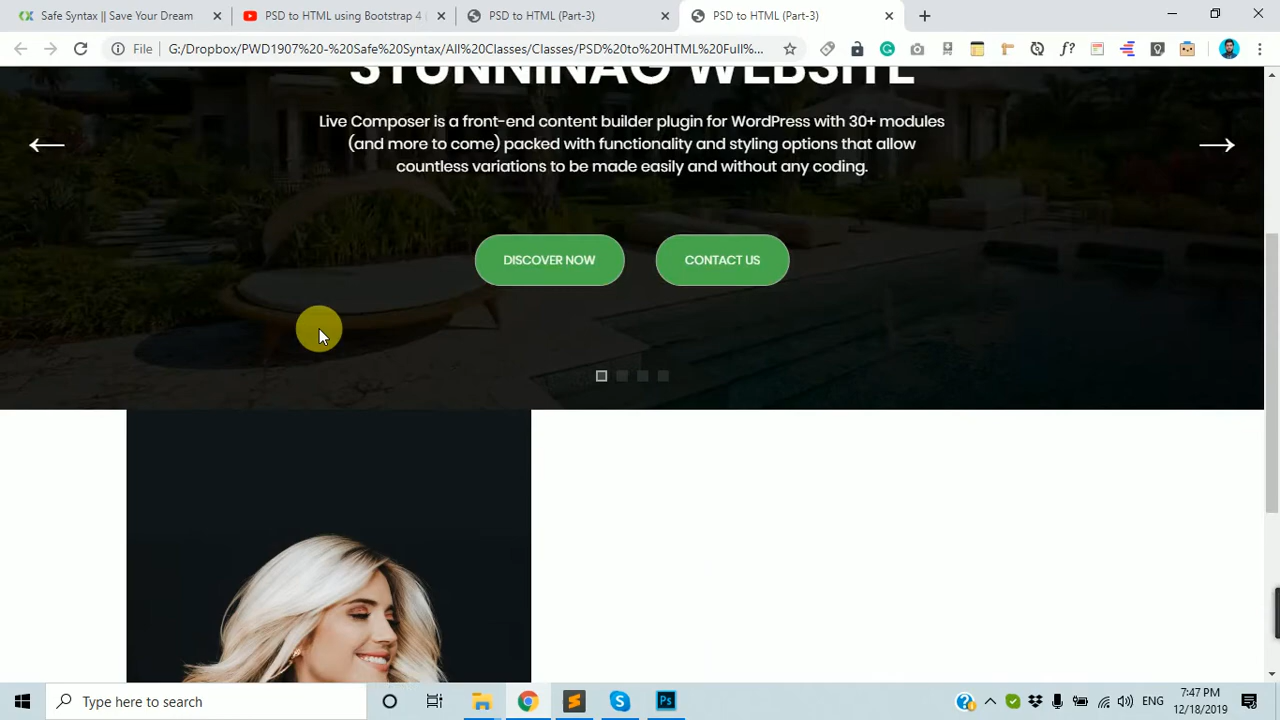 Safe Syntax || Save Your Dream
PSD to HTML using Bootstrap 4 |
PSD to HTML (Part-3)
PSD to HTML (Part-3)
File
G:/Dropbox/PWD1907%20-%20Safe%20Syntax/All%20Classes/Classes/PSD%20to%20HTML%20Full%...
STUNNINAG WEBSITE
Live Composer is a front-end content builder plugin for WordPress with 30+ modules
(and more to come) packed with functionality and styling options that allow
countless variations to be made easily and without any coding.
DISCOVER NOW
CONTACT US
Type here to search
Ps
ENG
7:47 PM
12/18/2019